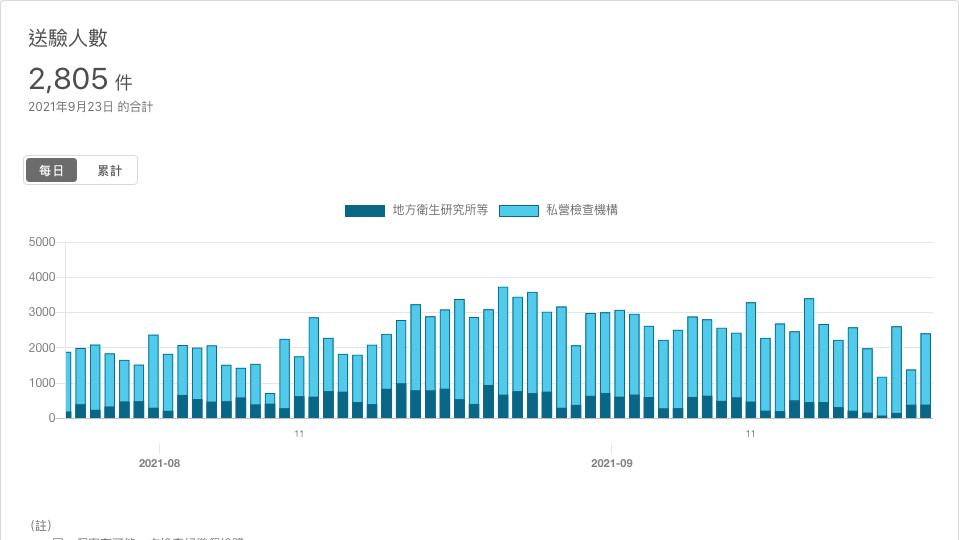 送驗人數
2,805 件
2021年9月23日 的合計
每日 累計
地方衛生研究所等 私營檢查機構
5000
4000
3000
2000
1000
0
11 11
2021-08 2021-09
(註)